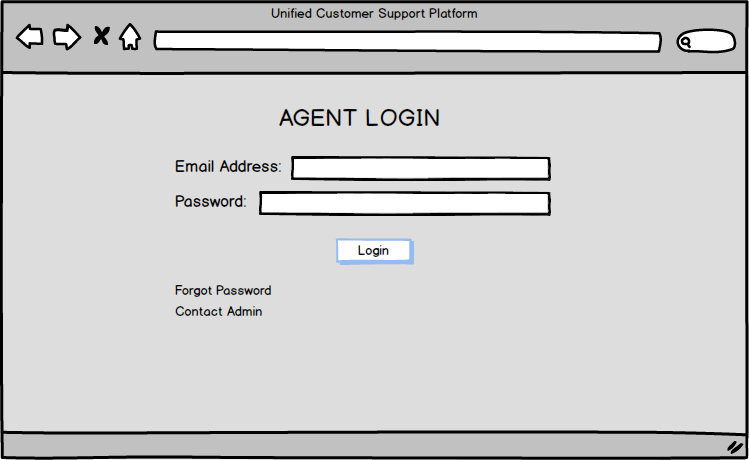 Unified Customer Support Platform
AGENT LOGIN
Email Address:
Password:
Login
Forgot Password
Contact Admin